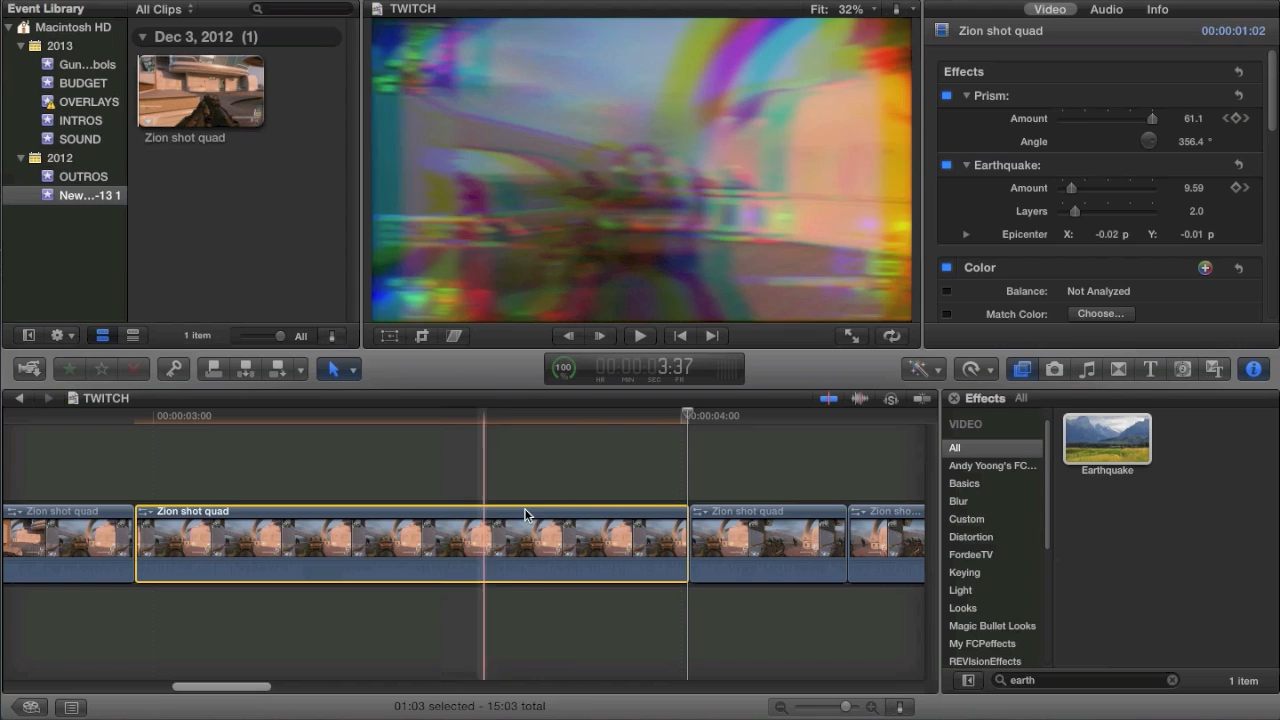 Event Library
All Clips
TWITCH
Fit: 32%
Video Audio Info
Macintosh HD
2013
Gun...bols
BUDGET
OVERLAYS
INTROS
SOUND
2012
OUTROS
New...-13 1
Dec 3, 2012 (1)
Zion shot quad
1 item
All
Zion shot quad 00:00:01:02
Effects
Prism:
Amount 61.1
Angle 356.4 °
Earthquake:
Amount 9.59
Layers 2.0
Epicenter X: -0.02 p Y: -0.01 p
Color
Balance: Not Analyzed
Match Color: Choose...
100
00:00:03:37
HR MIN SEC FR
TWITCH
00:00:03:00
00:00:04:00
Zion shot quad
Zion shot quad
Zion shot quad
Zion sho...
01:03 selected - 15:03 total
Effects All
VIDEO
All
Andy Yoong's FC...
Basics
Blur
Custom
Distortion
FordeeTV
Keying
Light
Looks
Magic Bullet Looks
My FCPeffects
REVisionEffects
Earthquake
earth
1 item